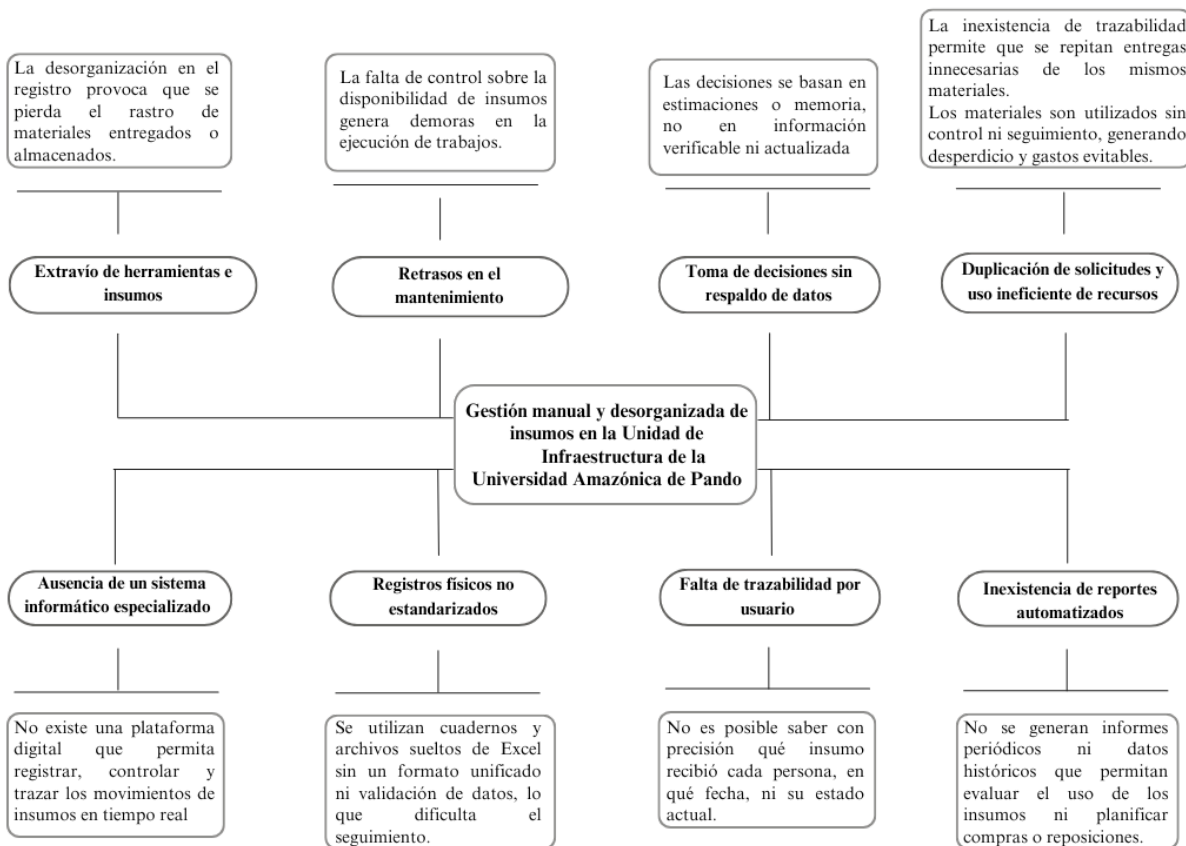 La desorganización en el
registro provoca que se
pierda el rastro de
materiales entregados o
almacenados.
La falta de control sobre la
disponibilidad de insumos
genera demoras en la
ejecución de trabajos.
Las decisiones se basan en
estimaciones o memoria,
no en información
verificable ni actualizada
La inexistencia de trazabilidad
permite que se repitan entregas
innecesarias de los mismos
materiales.
Los materiales son utilizados sin
control ni seguimiento, generando
desperdicio y gastos evitables.
Extravío de herramientas e
insumos
Retrasos en el
mantenimiento
Toma de decisiones sin
respaldo de datos
Duplicación de solicitudes y
uso ineficiente de recursos
Gestión manual y desorganizada de
insumos en la Unidad de
Infraestructura de la
Universidad Amazónica de Pando
Ausencia de un sistema
informático especializado
Registros físicos no
estandarizados
Falta de trazabilidad por
usuario
Inexistencia de reportes
automatizados
No existe una plataforma
digital que permita
registrar, controlar y
trazar los movimientos de
insumos en tiempo real
Se utilizan cuadernos y
archivos sueltos de Excel
sin un formato unificado
ni validación de datos, lo
que dificulta el
seguimiento.
No es posible saber con
precisión qué insumo
recibió cada persona, en
qué fecha, ni su estado
actual.
No se generan informes
periódicos ni datos
históricos que permitan
evaluar el uso de los
insumos ni planificar
compras o reposiciones.